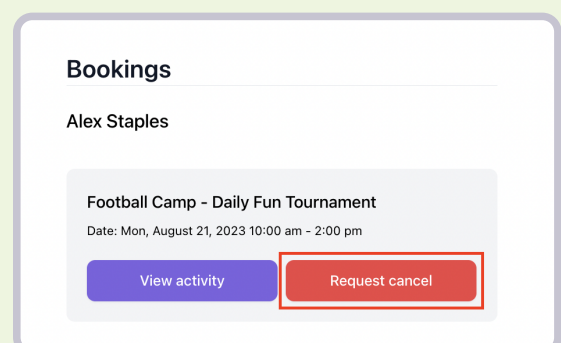 Bookings
Alex Staples
Football Camp - Daily Fun Tournament
Date: Mon, August 21, 2023 10:00 am - 2:00 pm
View activity Request cancel